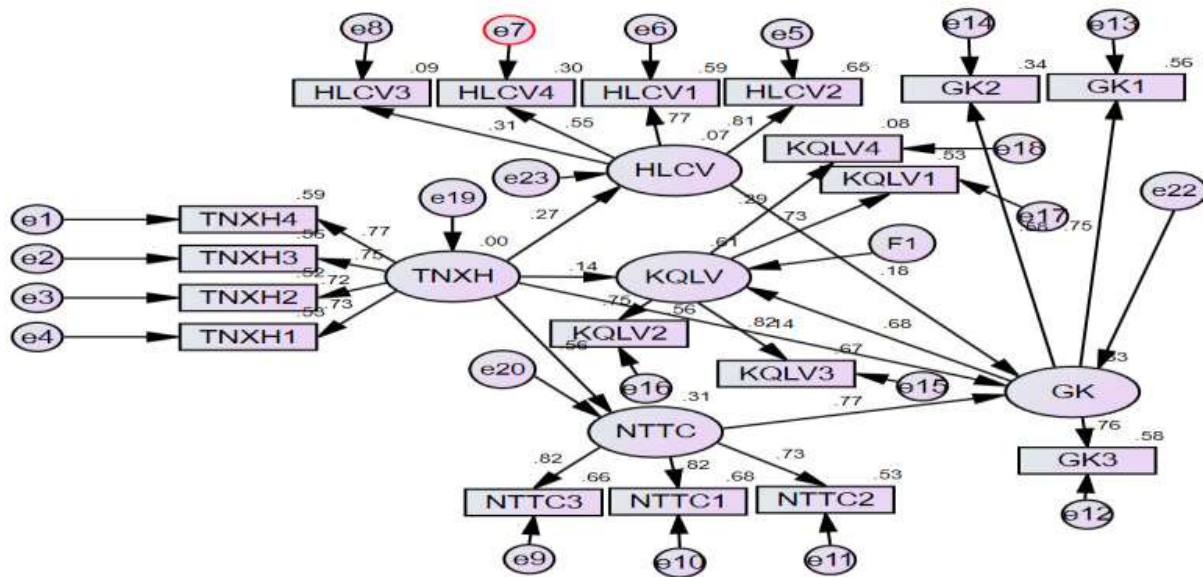 e8 e7 e6 e5 e14 e13
.09 .30 .59 .65 .34 .56
HLCV3 HLCV4 HLCV1 HLCV2 GK2 GK1
.31 .55 .77 .81 .07 .08
KQLV4 e18
HLCV .53
e23 KQLV1
e19 e22
.59 .27 .29 .73 e17 .75
e1 TNXH4
.77 .00 .61 F1
e2 TNXH3 .75
TNXH .14 KQLV .18
.52 .72
e3 TNXH2 .73
.75 .56 .68
.53
e4 TNXH1 KQLV2 .82 .14
.56 .67
e20 e16 KQLV3 e15 GK
.31 .77 .76
NTTC .58
.82 .82 .73 GK3
.66 .68 .53
NTTC3 NTTC1 NTTC2 e12
e9 e10 e11